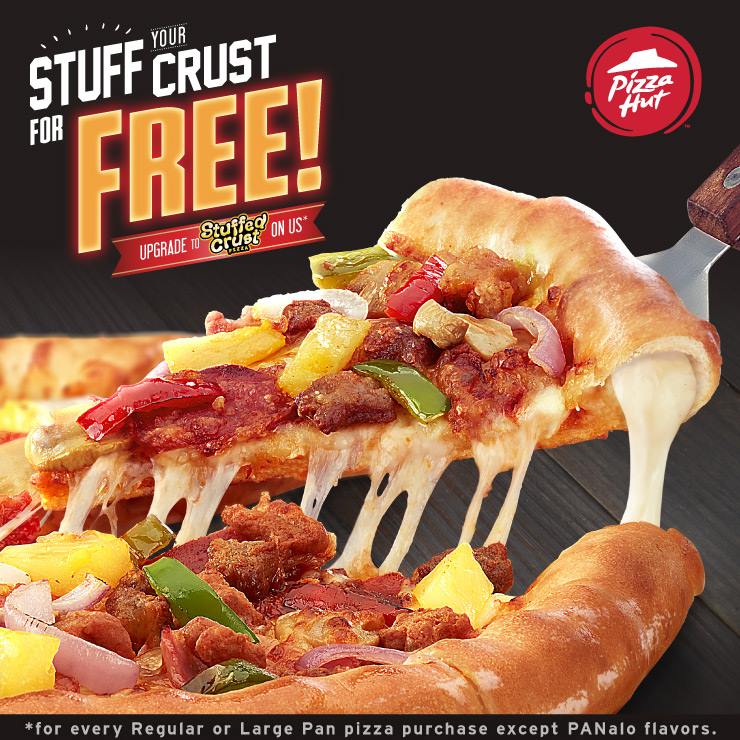 STUFF YOUR CRUST
FOR FREE!
UPGRADE TO Stuffed Crust PIZZA ON US*
Pizza Hut
*for every Regular or Large Pan pizza purchase except PANalo flavors.